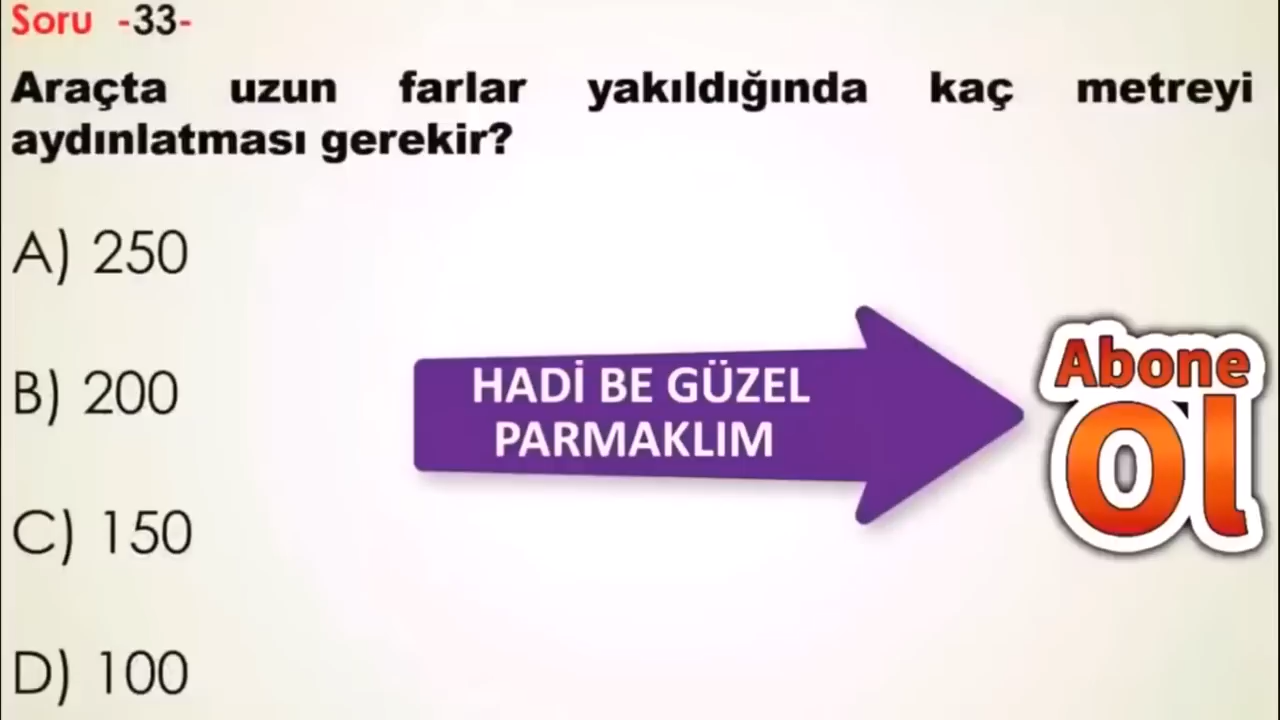 Soru -33-
Araçta uzun farlar yakıldığında kaç metreyi
aydınlatması gerekir?
A) 250
B) 200
C) 150
D) 100
HADİ BE GÜZEL
PARMAKLIM
Abone
Ol